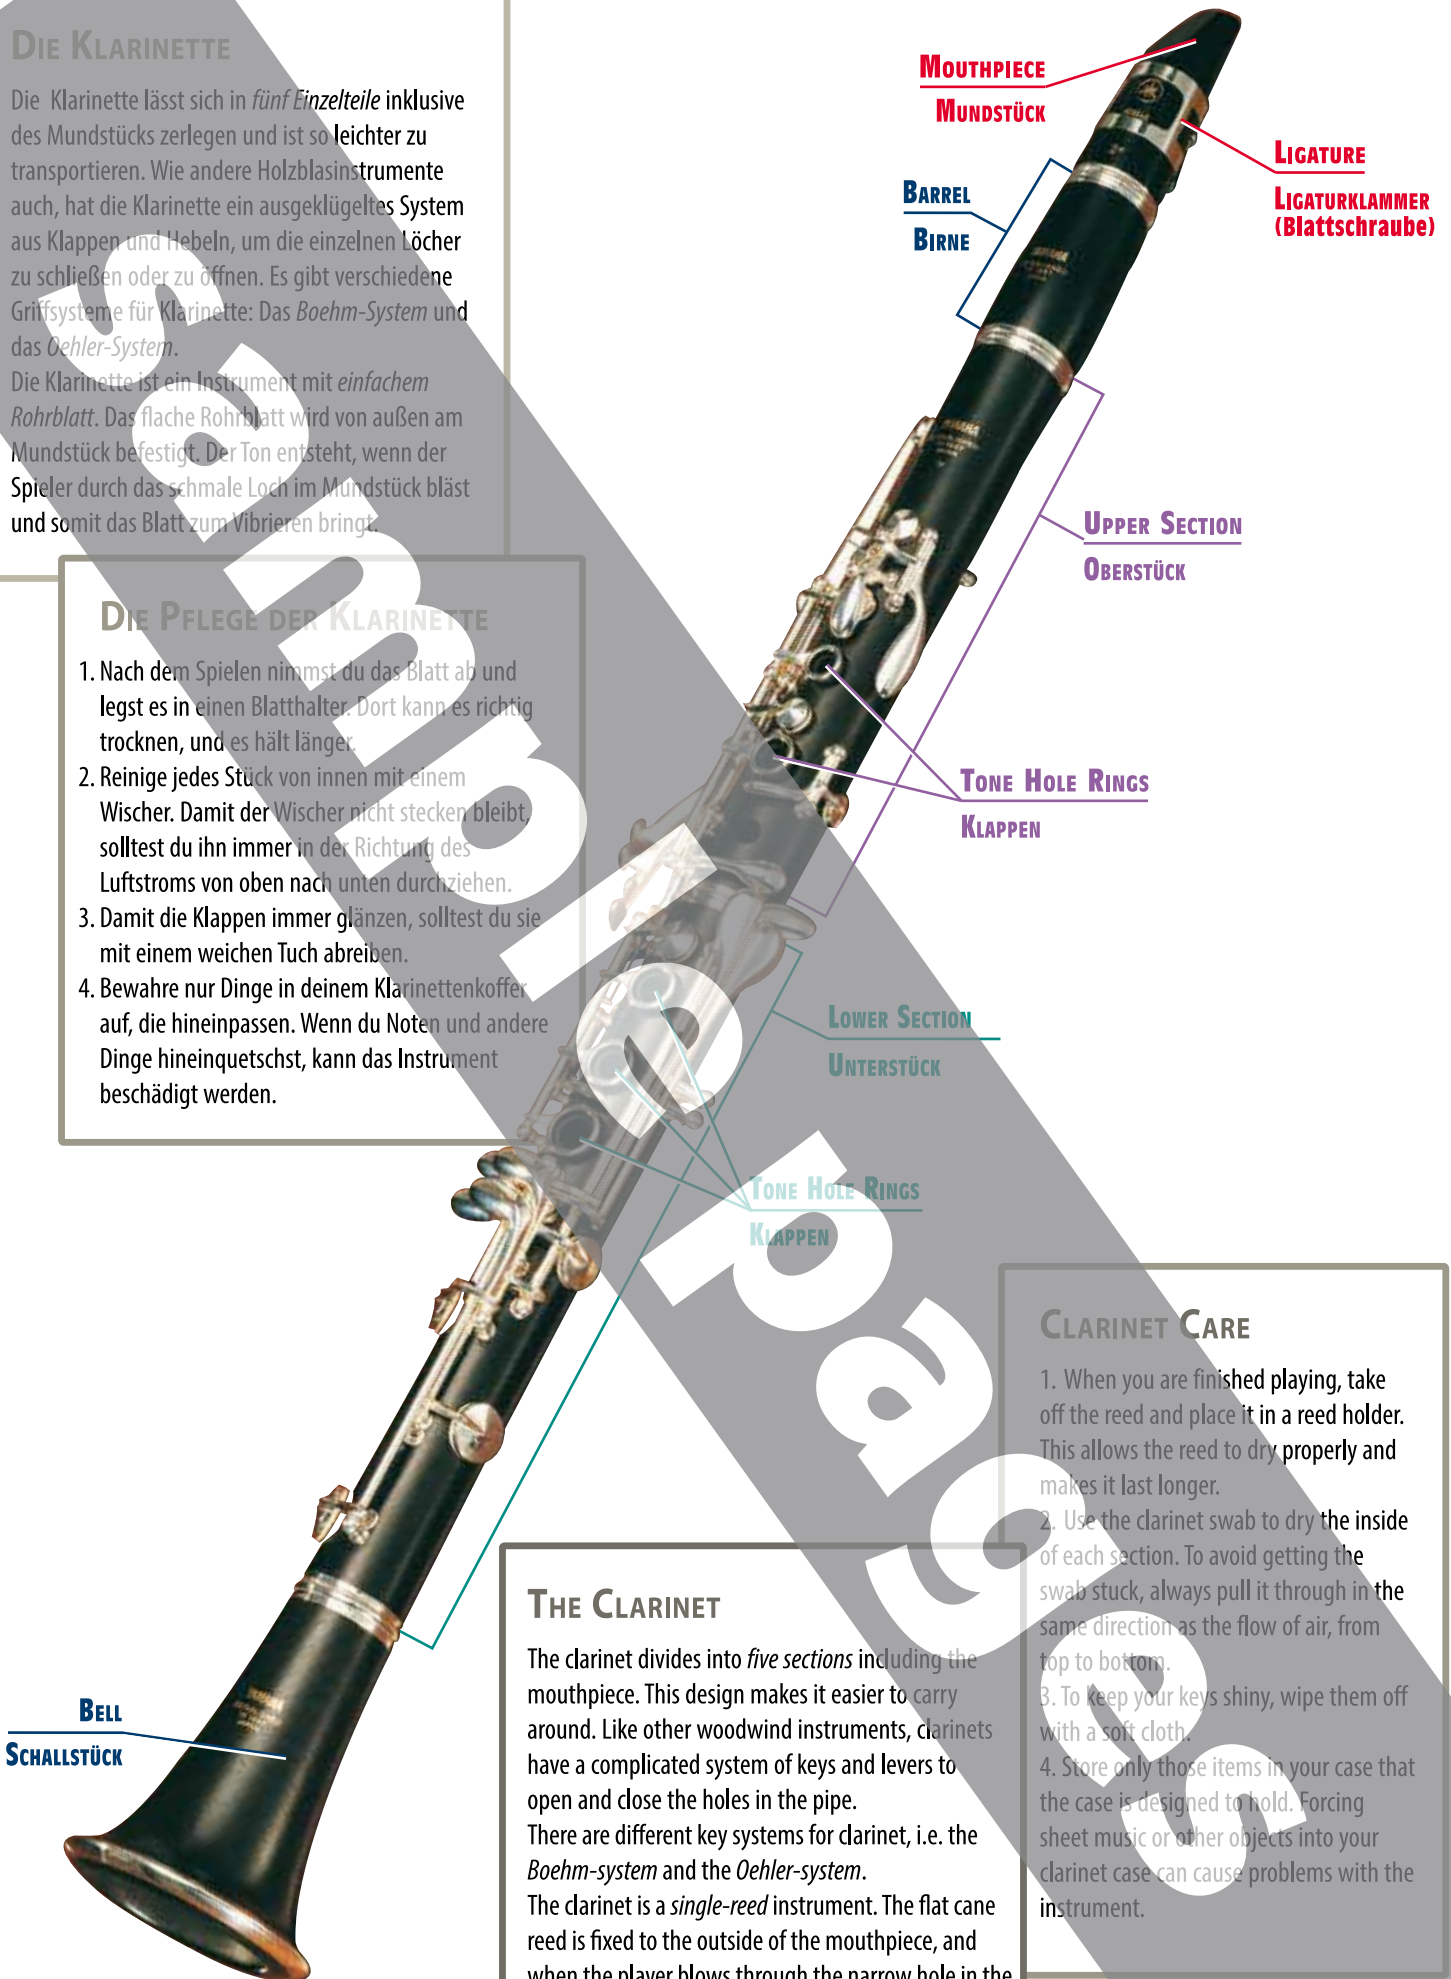 Die Klarinette
Die Klarinette lässt sich in fünf Einzelteile inklusive
des Mundstücks zerlegen und ist so leichter zu
transportieren. Wie andere Holzblasinstrumente
auch, hat die Klarinette ein ausgeklügeltes System
aus Klappen und Hebeln, um die einzelnen Löcher
zu schließen oder zu öffnen. Es gibt verschiedene
Griffsysteme für Klarinette: Das Boehm-System und
das Oehler-System.
Die Klarinette ist ein Instrument mit einfachem
Rohrblatt. Das flache Rohrblatt wird von außen am
Mundstück befestigt. Der Ton entsteht, wenn der
Spieler durch das schmale Loch im Mundstück bläst
und somit das Blatt zum Vibrieren bringt.
Die Pflege der Klarinette
1. Nach dem Spielen nimmst du das Blatt ab und
legst es in einen Blatthalter. Dort kann es richtig
trocknen, und es hält länger.
2. Reinige jedes Stück von innen mit einem
Wischer. Damit der Wischer nicht stecken bleibt,
solltest du ihn immer in der Richtung des
Luftstroms von oben nach unten durchziehen.
3. Damit die Klappen immer glänzen, solltest du sie
mit einem weichen Tuch abreiben.
4. Bewahre nur Dinge in deinem Klarinettenkoffer
auf, die hineinpassen. Wenn du Noten und andere
Dinge hineinquetschst, kann das Instrument
beschädigt werden.
Mouthpiece
Mundstück
Ligature
Ligaturklammer
(Blattschraube)
Barrel
Birne
Upper Section
Oberstück
Tone Hole Rings
Klappen
Lower Section
Unterstück
Tone Hole Rings
Klappen
Bell
Schallstück
The Clarinet
The clarinet divides into five sections including the
mouthpiece. This design makes it easier to carry
around. Like other woodwind instruments, clarinets
have a complicated system of keys and levers to
open and close the holes in the pipe.
There are different key systems for clarinet, i.e. the
Boehm-system and the Oehler-system.
The clarinet is a single-reed instrument. The flat cane
reed is fixed to the outside of the mouthpiece, and
when the player blows through the narrow hole in the
Clarinet Care
1. When you are finished playing, take
off the reed and place it in a reed holder.
This allows the reed to dry properly and
makes it last longer.
2. Use the clarinet swab to dry the inside
of each section. To avoid getting the
swab stuck, always pull it through in the
same direction as the flow of air, from
top to bottom.
3. To keep your keys shiny, wipe them off
with a soft cloth.
4. Store only those items in your case that
the case is designed to hold. Forcing
sheet music or other objects into your
clarinet case can cause problems with the
instrument.
sample pages